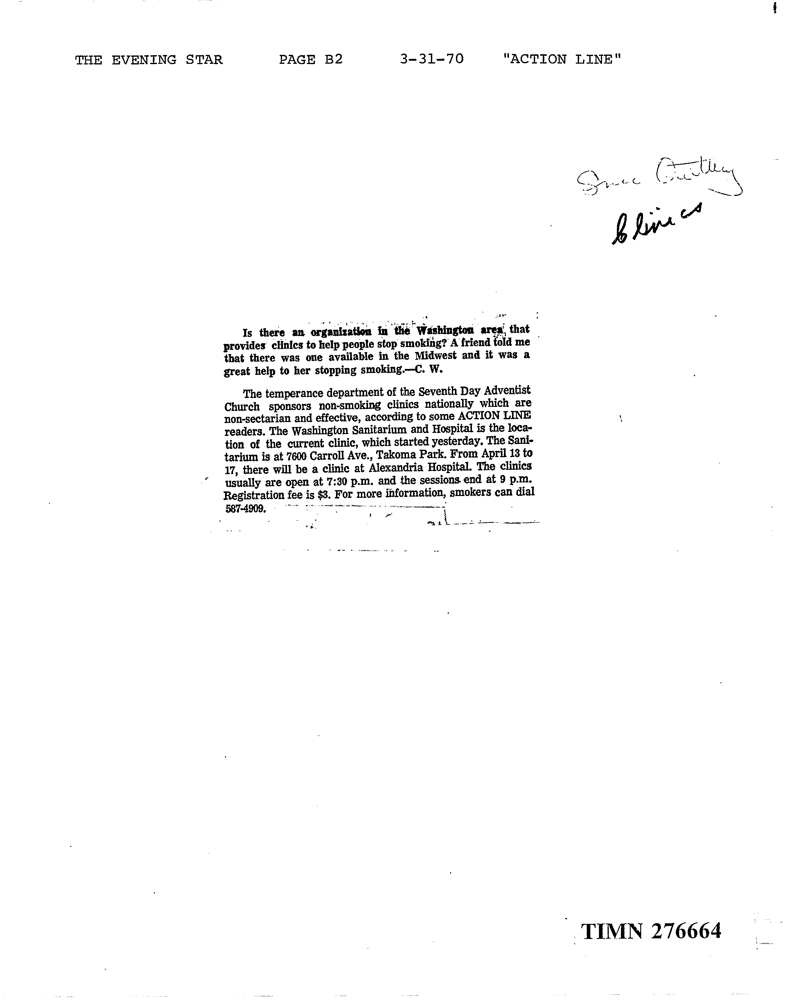 THE EVENING STAR PAGE B2 3-31-70 "ACTION LINE"
Clinics
Is there an organization in the Washington area, that
provides clinics to help people stop smoking? A friend told me
that there was one available in the Midwest and it was a
great help to her stopping smoking.—C. W.
The temperance department of the Seventh Day Adventist
Church sponsors non-smoking clinics nationally which are
non-sectarian and effective, according to some ACTION LINE
readers. The Washington Sanitarium and Hospital is the loca-
tion of the current clinic, which started yesterday. The Sani-
tarium is at 7600 Carroll Ave., Takoma Park. From April 13 to
17, there will be a clinic at Alexandria Hospital. The clinics
usually are open at 7:30 p.m. and the sessions end at 9 p.m.
Registration fee is $3. For more information, smokers can dial
587-4909.
TIMN 276664